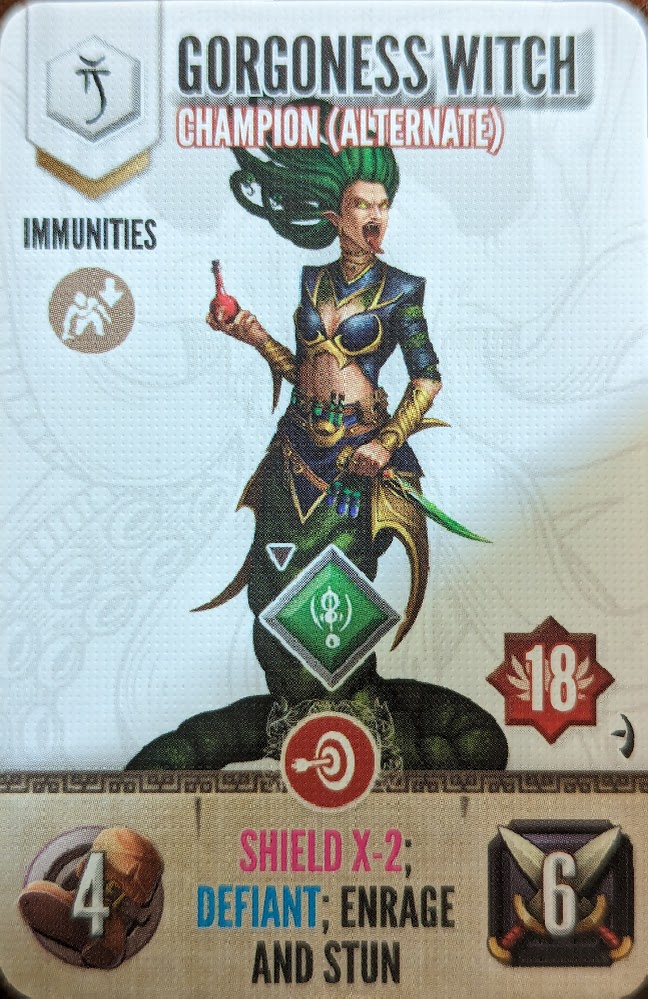 GORGONESS WITCH
CHAMPION (ALTERNATE)
IMMUNITIES
18
4
SHIELD X-2;
DEFIANT; ENRAGE
AND STUN
6